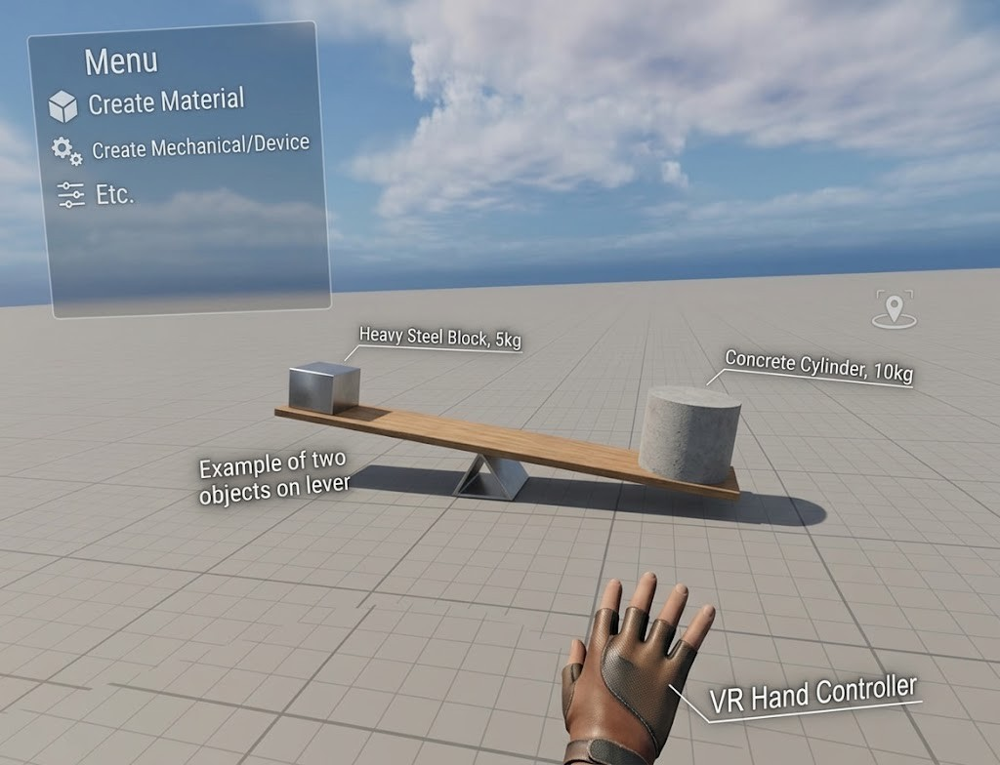 Menu
Create Material
Create Mechanical/Device
Etc.
Heavy Steel Block, 5kg
Concrete Cylinder, 10kg
Example of two
objects on lever
VR Hand Controller